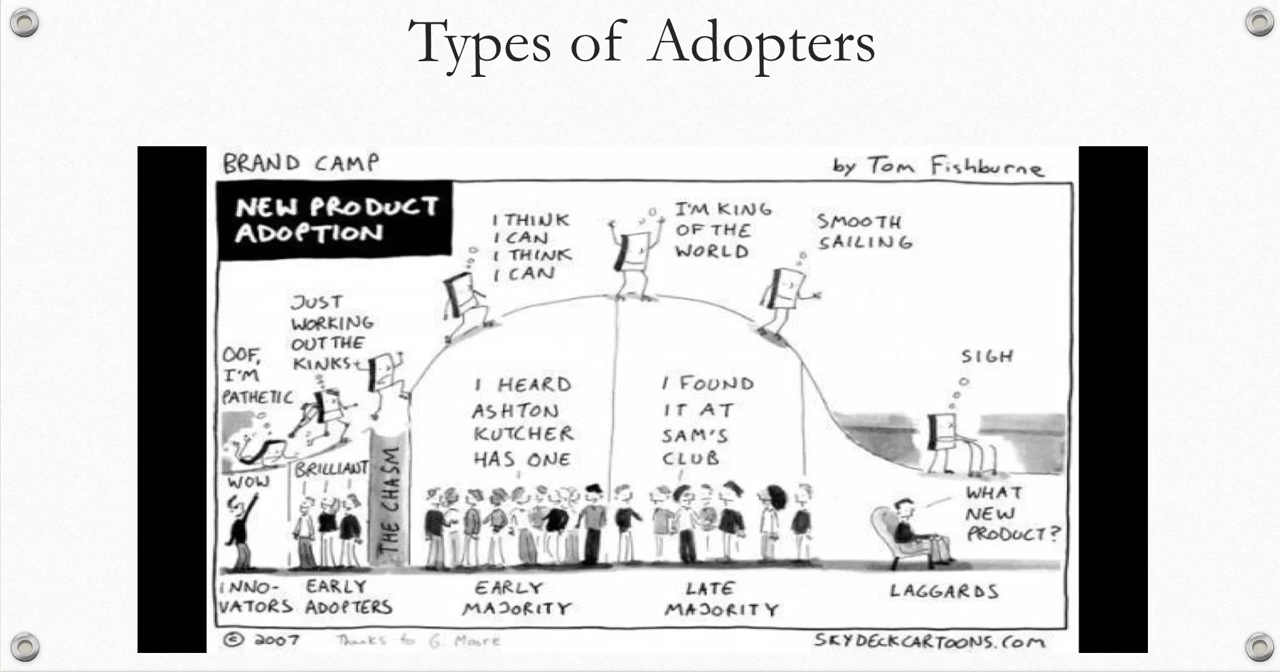 Types of Adopters
BRAND CAMP
by Tom Fishburne
NEW PRODUCT
ADOPTION
OOF,
I'M
PATHETIC
JUST
WORKING
OUT THE
KINKS
I THINK
I CAN
I THINK
I CAN
I'M KING
OF THE
WORLD
SMOOTH
SAILING
SIGH
WOW
BRILLIANT
THE CHASM
I HEARD
ASHTON
KUTCHER
HAS ONE
I FOUND
IT AT
SAM'S
CLUB
WHAT
NEW
PRODUCT?
INNO-
VATORS
EARLY
ADOPTERS
EARLY
MAJORITY
LATE
MAJORITY
LAGGARDS
© 2007
Thanks to G. Moore
SKYDECKCARTOONS.COM